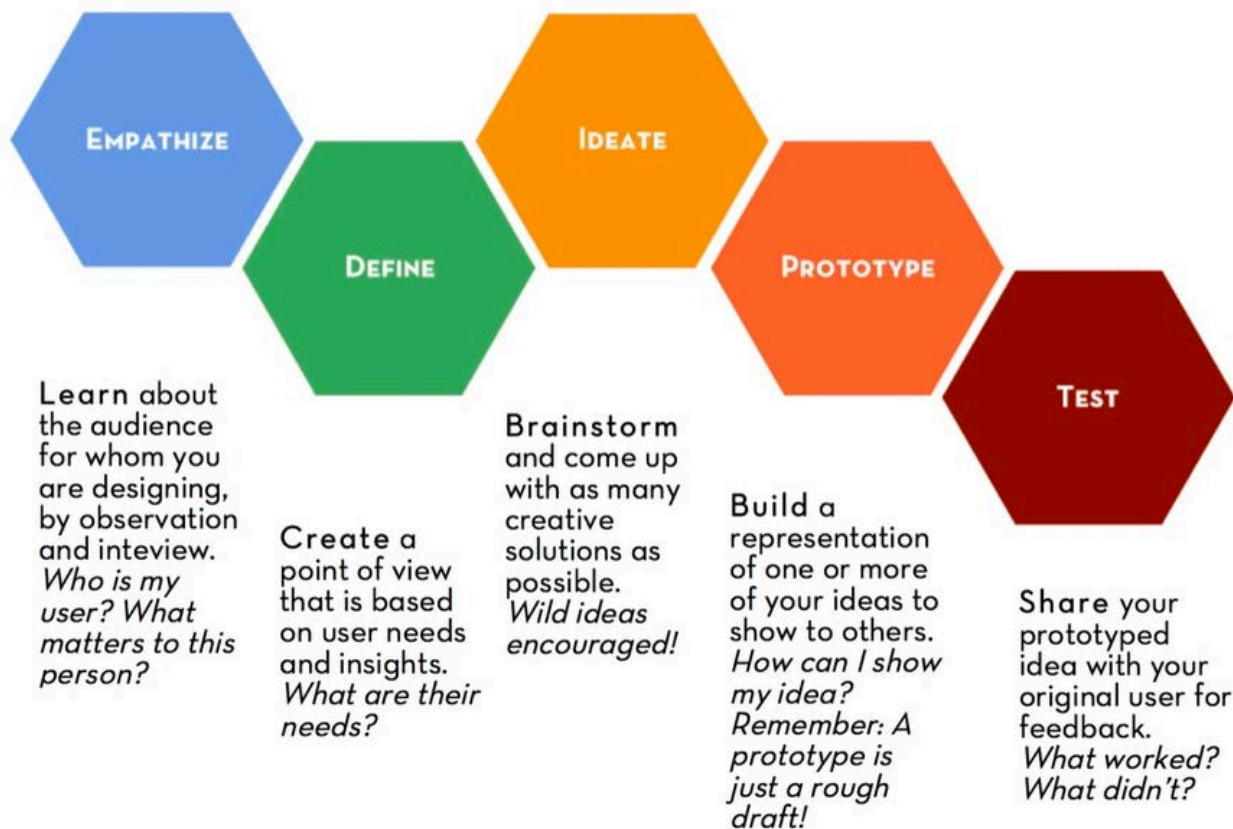 EMPATHIZE
DEFINE
IDEATE
PROTOTYPE
TEST
Learn about
the audience
for whom you
are designing,
by observation
and inteview.
Who is my
user? What
matters to this
person?
Create a
point of view
that is based
on user needs
and insights.
What are their
needs?
Brainstorm
and come up
with as many
creative
solutions as
possible.
Wild ideas
encouraged!
Build a
representation
of one or more
of your ideas to
show to others.
How can I show
my idea?
Remember: A
prototype is
just a rough
draft!
Share your
prototyped
idea with your
original user for
feedback.
What worked?
What didn't?